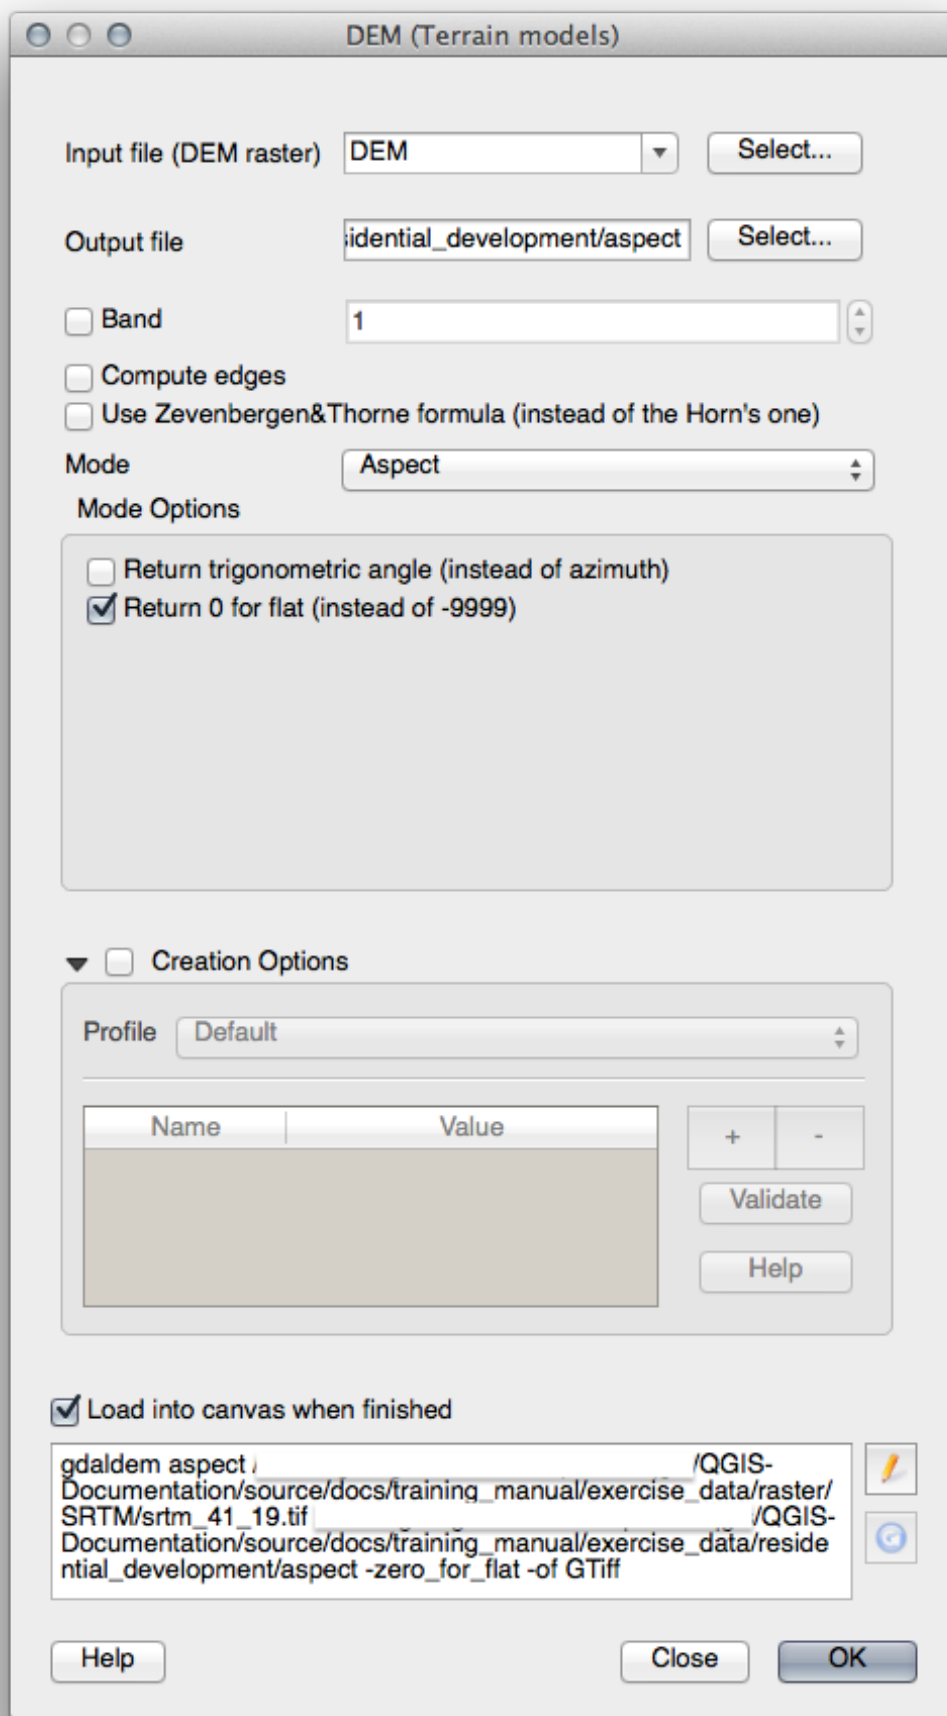 DEM (Terrain models)
Input file (DEM raster) DEM Select...
Output file idential_development/aspect Select...
Band 1
Compute edges
Use Zevenbergen&Thorne formula (instead of the Horn's one)
Mode Aspect
Mode Options
Return trigonometric angle (instead of azimuth)
Return 0 for flat (instead of -9999)
Creation Options
Profile Default
Name Value + -
Validate
Help
Load into canvas when finished
gdaldem aspect /QGIS-
Documentation/source/docs/training_manual/exercise_data/raster/
SRTM/srtm_41_19.tif /QGIS-
Documentation/source/docs/training_manual/exercise_data/reside
ntial_development/aspect -zero_for_flat -of GTiff
Help Close OK